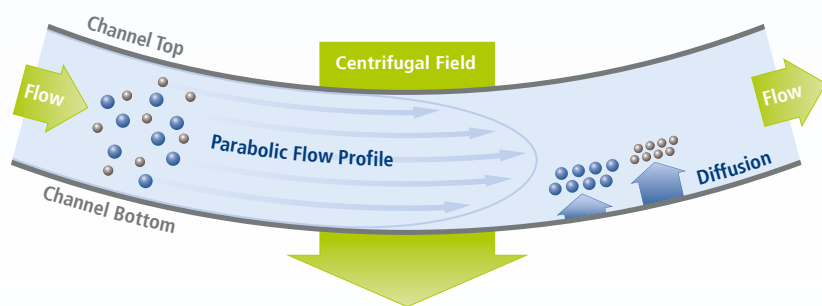 Channel Top
Centrifugal Field
Flow
Flow
Parabolic Flow Profile
Diffusion
Channel Bottom